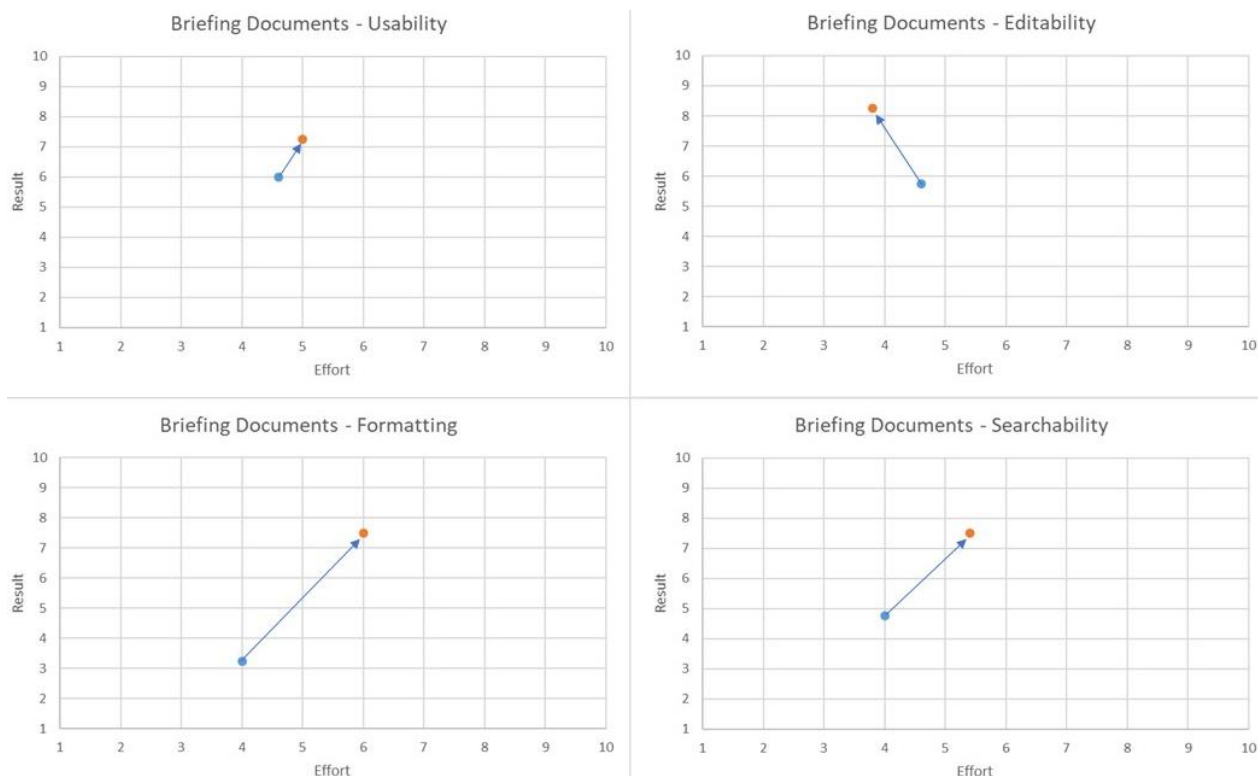 Briefing Documents - Usability
10
9
8
7
6
5
4
3
2
1
Result
1 2 3 4 5 6 7 8 9 10
Effort
Briefing Documents - Editability
10
9
8
7
6
5
4
3
2
1
Result
1 2 3 4 5 6 7 8 9 10
Effort
Briefing Documents - Formatting
10
9
8
7
6
5
4
3
2
1
Result
1 2 3 4 5 6 7 8 9 10
Effort
Briefing Documents - Searchability
10
9
8
7
6
5
4
3
2
1
Result
1 2 3 4 5 6 7 8 9 10
Effort